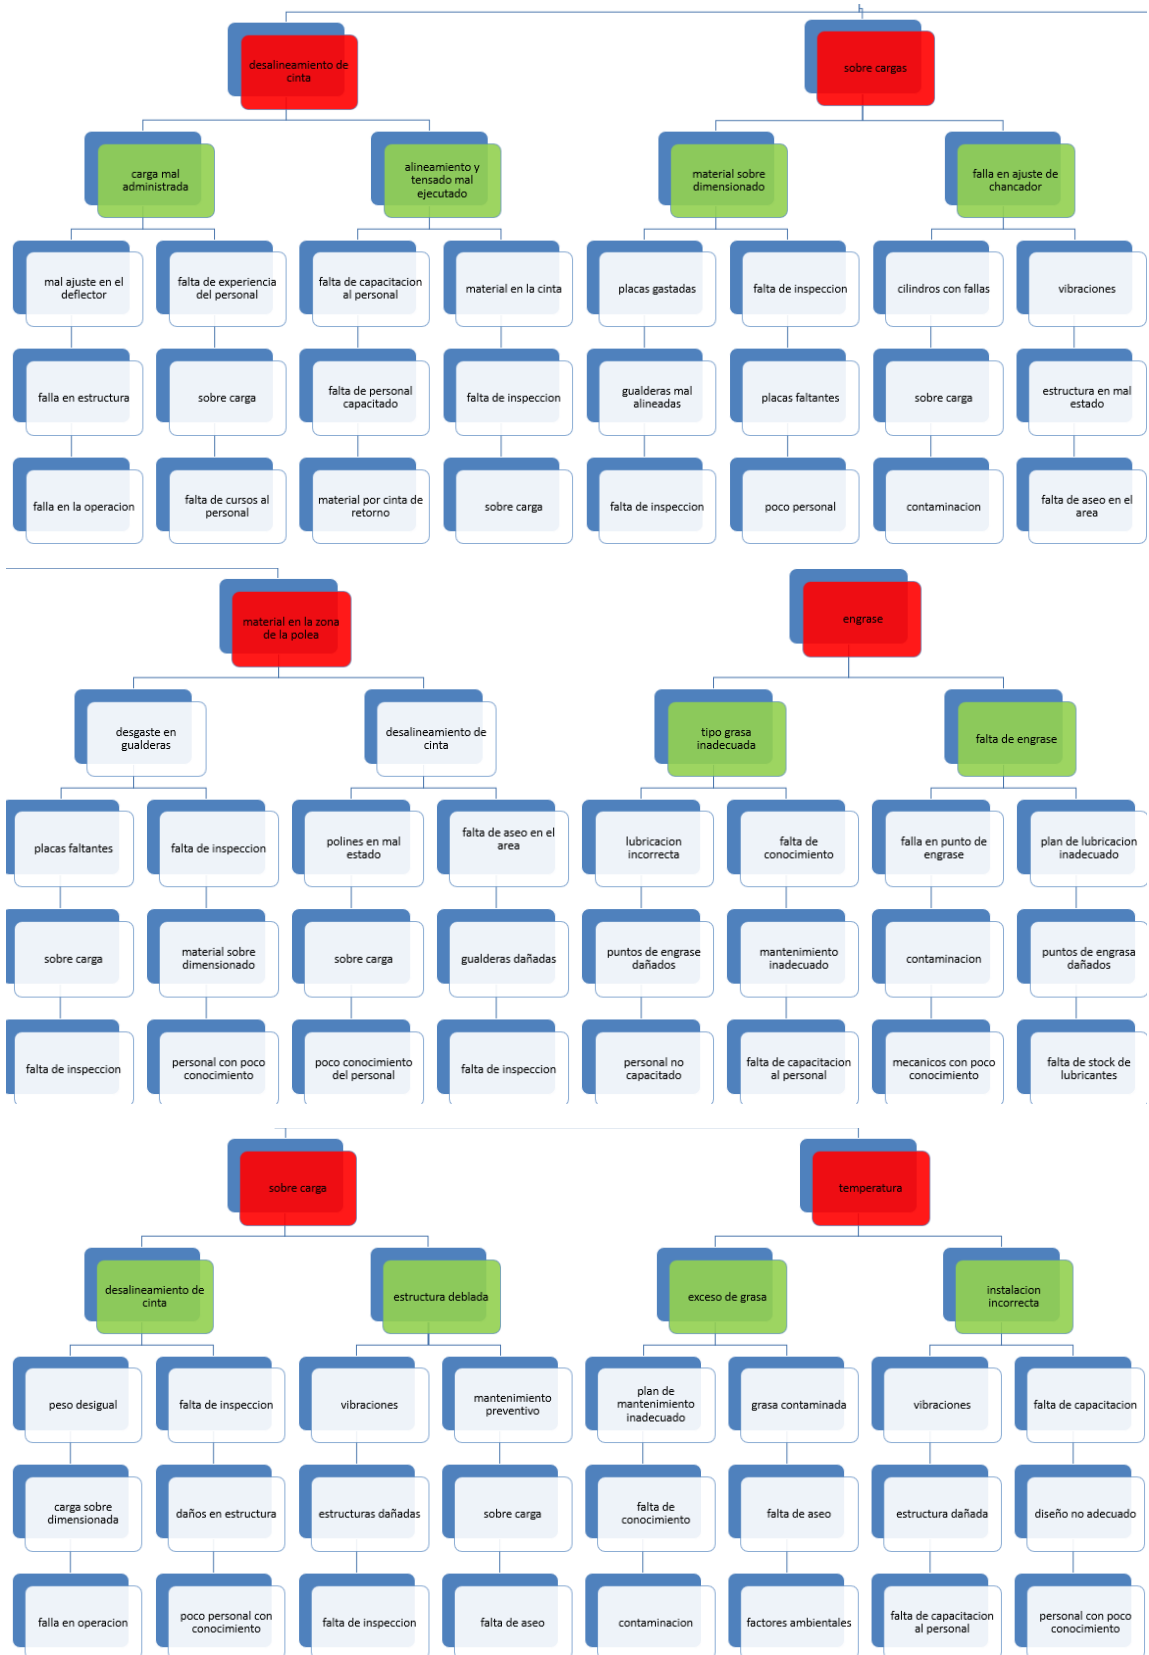 desalineamiento de
cinta
sobre cargas
carga mal
administrada
alineamiento y
tensado mal
ejecutado
material sobre
dimensionado
falla en ajuste de
chancador
mal ajuste en el
deflector
falta de experiencia
del personal
falta de capacitacion
al personal
material en la cinta
placas gastadas
falta de inspeccion
cilindros con fallas
vibraciones
falla en estructura
sobre carga
falta de personal
capacitado
falta de inspeccion
gualderas mal
alineadas
placas faltantes
sobre carga
estructura en mal
estado
falla en la operacion
falta de cursos al
personal
material por cinta de
retorno
sobre carga
falta de inspeccion
poco personal
contaminacion
falta de aseo en el
area
material en la zona
de la polea
engrase
desgaste en
gualderas
desalineamiento de
cinta
tipo grasa
inadecuada
falta de engrase
placas faltantes
falta de inspeccion
polines en mal
estado
falta de aseo en el
area
lubricacion
incorrecta
falta de
conocimiento
falla en punto de
engrase
plan de lubricacion
inadecuado
sobre carga
material sobre
dimensionado
sobre carga
gualderas dañadas
puntos de engrase
dañados
mantenimiento
inadecuado
contaminacion
puntos de engrasa
dañados
falta de inspeccion
personal con poco
conocimiento
poco conocimiento
del personal
falta de inspeccion
personal no
capacitado
falta de capacitacion
al personal
mecanicos con poco
conocimiento
falta de stock de
lubricantes
sobre carga
temperatura
desalineamiento de
cinta
estructura deblada
exceso de grasa
instalacion
incorrecta
peso desigual
falta de inspeccion
vibraciones
mantenimiento
preventivo
plan de
mantenimiento
inadecuado
grasa contaminada
vibraciones
falta de capacitacion
carga sobre
dimensionada
daños en estructura
estructuras dañadas
sobre carga
falta de
conocimiento
falta de aseo
estructura dañada
diseño no adecuado
falla en operacion
poco personal con
conocimiento
falta de inspeccion
falta de aseo
contaminacion
factores ambientales
falta de capacitacion
al personal
personal con poco
conocimiento